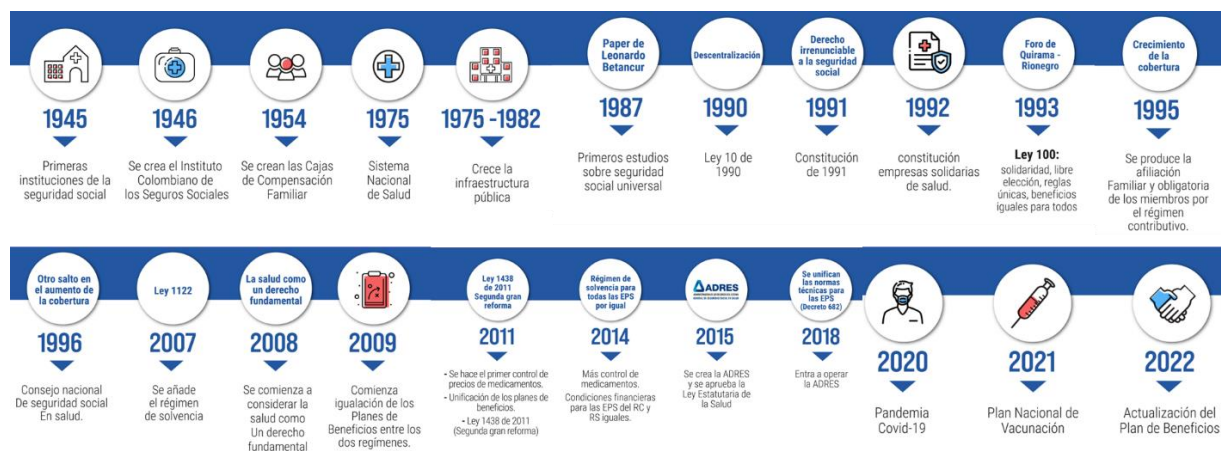 Paper de
Leonardo
Betancur
Descentralización
Derecho
irrenunciable
a la seguridad
social
Foro de
Quirama -
Rionegro
Crecimiento
de la
cobertura
1945
1946
1954
1975
1975 -1982
1987
1990
1991
1992
1993
1995
Primeras
instituciones de la
seguridad social
Se crea el Instituto
Colombiano de
los Seguros Sociales
Se crean las Cajas
de Compensación
Familiar
Sistema
Nacional
de Salud
Crece la
infraestructura
pública
Primeros estudios
sobre seguridad
social universal
Ley 10 de
1990
Constitución
de 1991
constitución
empresas solidarias
de salud.
Ley 100:
solidaridad, libre
elección, reglas
únicas, beneficios
iguales para todos
Se produce la
afiliación
Familiar y obligatoria
de los miembros por
el régimen
contributivo.
Otro salto en
el aumento de
la cobertura
Ley 1122
La salud como
un derecho
fundamental
Ley 1438
de 2011
Segunda gran
reforma
Régimen de
solvencia para
todas las EPS
por igual
ADRES
Se unifican
las normas
técnicas para
las EPS
(Decreto 682)
1996
2007
2008
2009
2011
2014
2015
2018
2020
2021
2022
Consejo nacional
De seguridad social
En salud.
Se añade
el régimen
de solvencia
Se comienza a
considerar la
salud como
Un derecho
fundamental
Comienza
igualación de los
Planes de
Beneficios entre los
dos regímenes.
- Se hace el primer control de
precios de medicamentos.
- Unificación de los planes de
beneficios.
- Ley 1438 de 2011
(Segunda gran reforma)
Más control de
medicamentos.
Condiciones financieras
para las EPS del RC y
RS iguales.
Se crea la ADRES
y se aprueba la
Ley Estatutaria de
la Salud
Entra a operar
la ADRES
Pandemia
Covid-19
Plan Nacional de
Vacunación
Actualización del
Plan de Beneficios